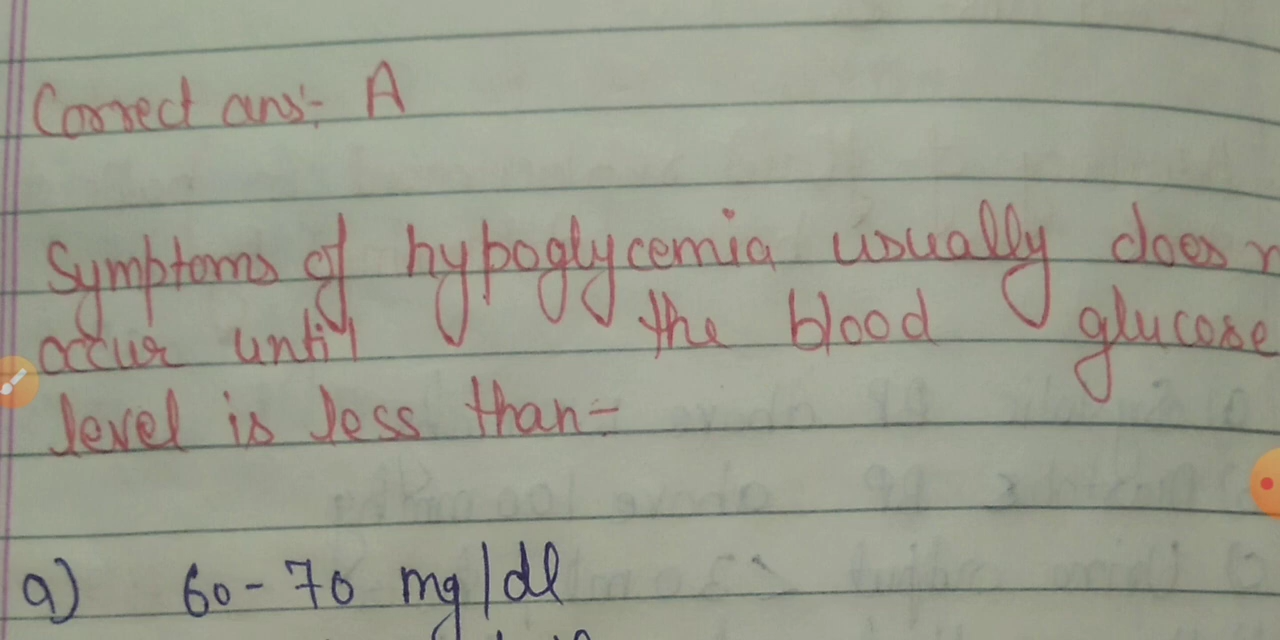 Correct ans:- A
Symptoms of hypoglycemia usually does
occur until the blood glucose
level is less than-
a) 60-70 mg/dl